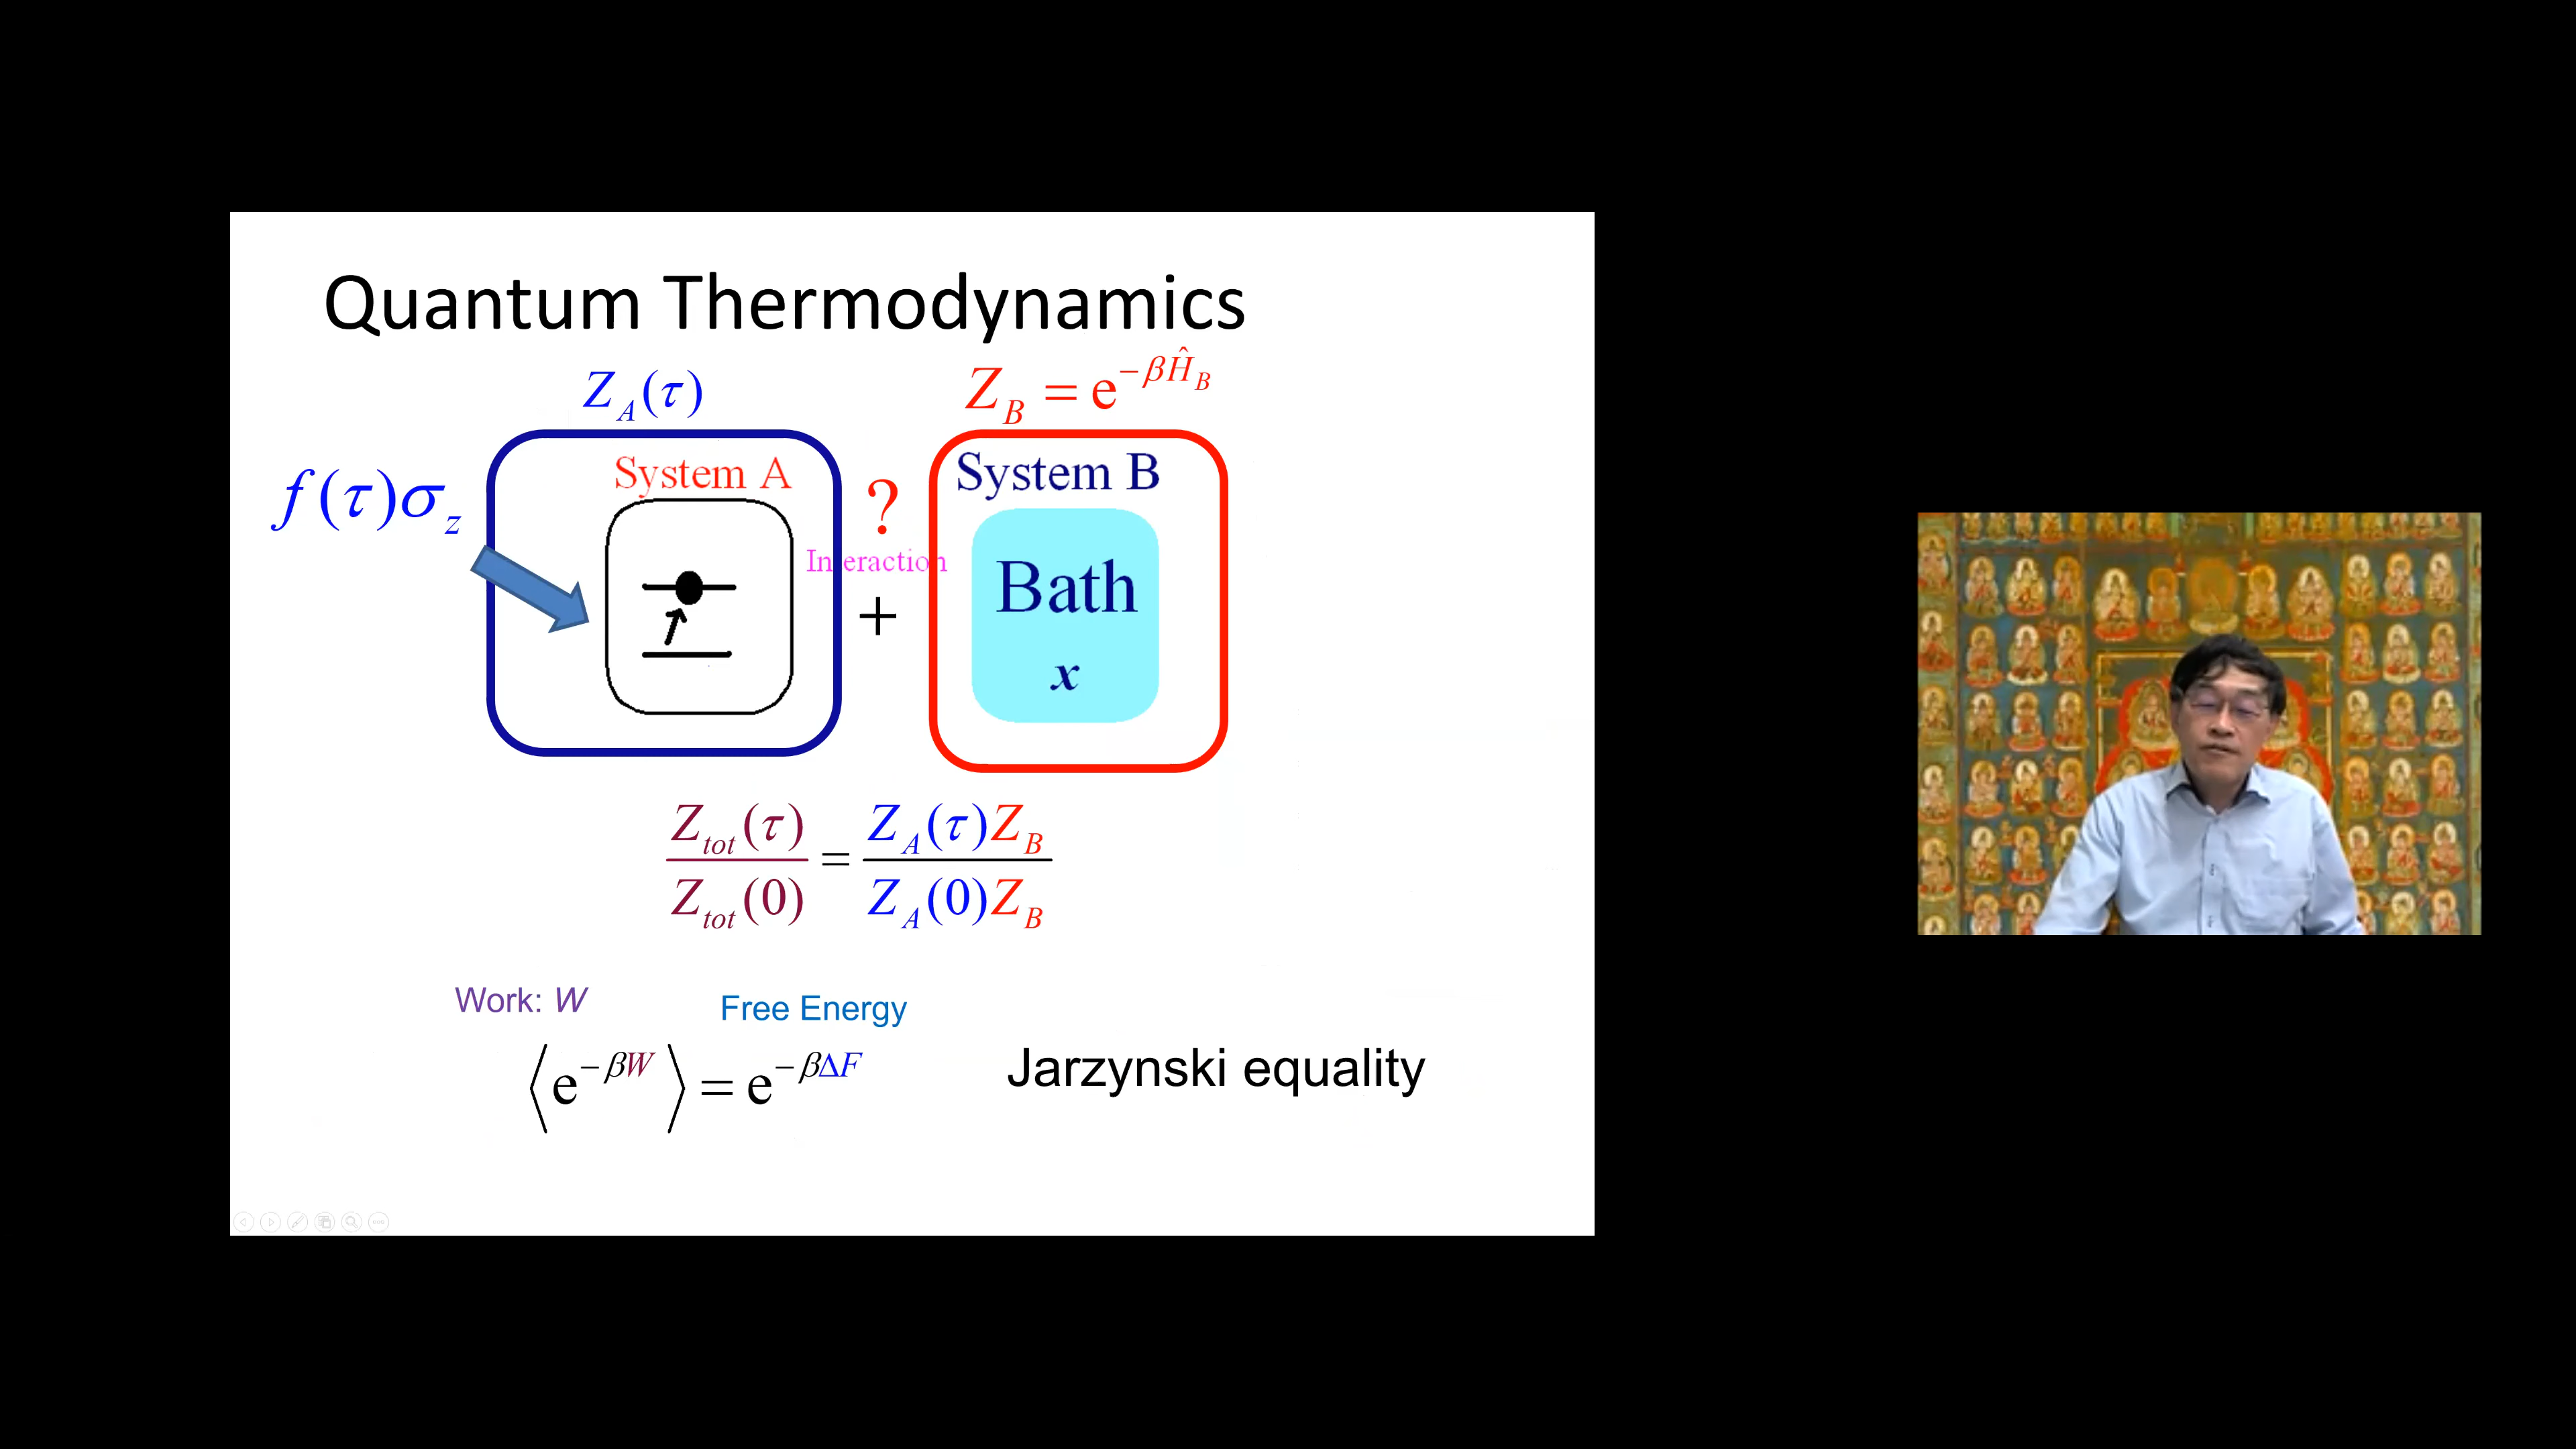 Quantum Thermodynamics
Z_A(τ)
Z_B = e^{−βĤ_B}
f(τ)σ_z
System A
?
Interaction
+
System B
Bath
x
Z_tot(τ) / Z_tot(0) = Z_A(τ)Z_B / Z_A(0)Z_B
Work: W
Free Energy
⟨e^{−βW}⟩ = e^{−βΔF}
Jarzynski equality